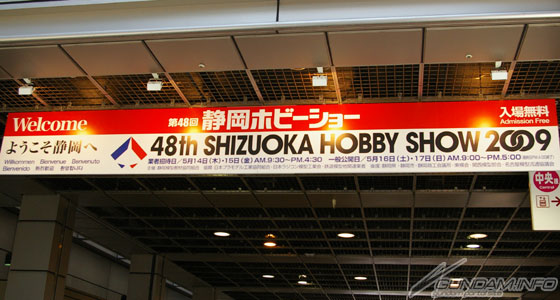 Welcome
第48回 静岡ホビーショー
入場無料
Admission Free
ようこそ静岡へ
Willkommen Benvenue Benvenuto
Bienvenido
48th SHIZUOKA HOBBY SHOW 2009
業者招待日／5月14日(木)・15日(金)AM.9:30〜PM.4:30 一般公開日／5月16日(土)・17日(日)AM.9:00〜PM.5:00
中央
Central
GUNDAM.INFO